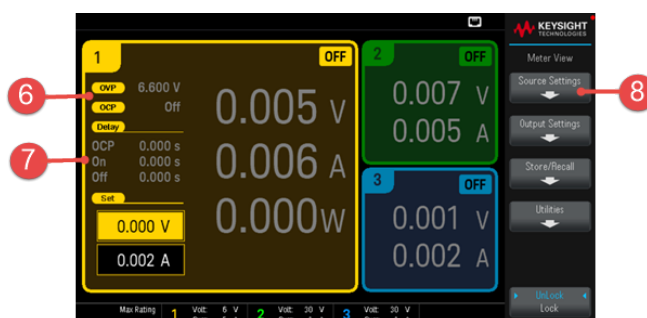 KEYSIGHT
TECHNOLOGIES
Meter View
1
OFF
OVP 6.600 V
OCP Off
Delay
OCP 0.000 s
On 0.000 s
Off 0.000 s
Set
0.000 V
0.002 A
0.005 V
0.006 A
0.000W
2
OFF
0.007 V
0.005 A
3
OFF
0.001 V
0.002 A
Source Settings
Output Settings
Store/Recall
Utilities
UnLock
Lock
6
7
8
Max Rating 1 Volt: 6 V 2 Volt: 30 V 3 Volt: 30 V